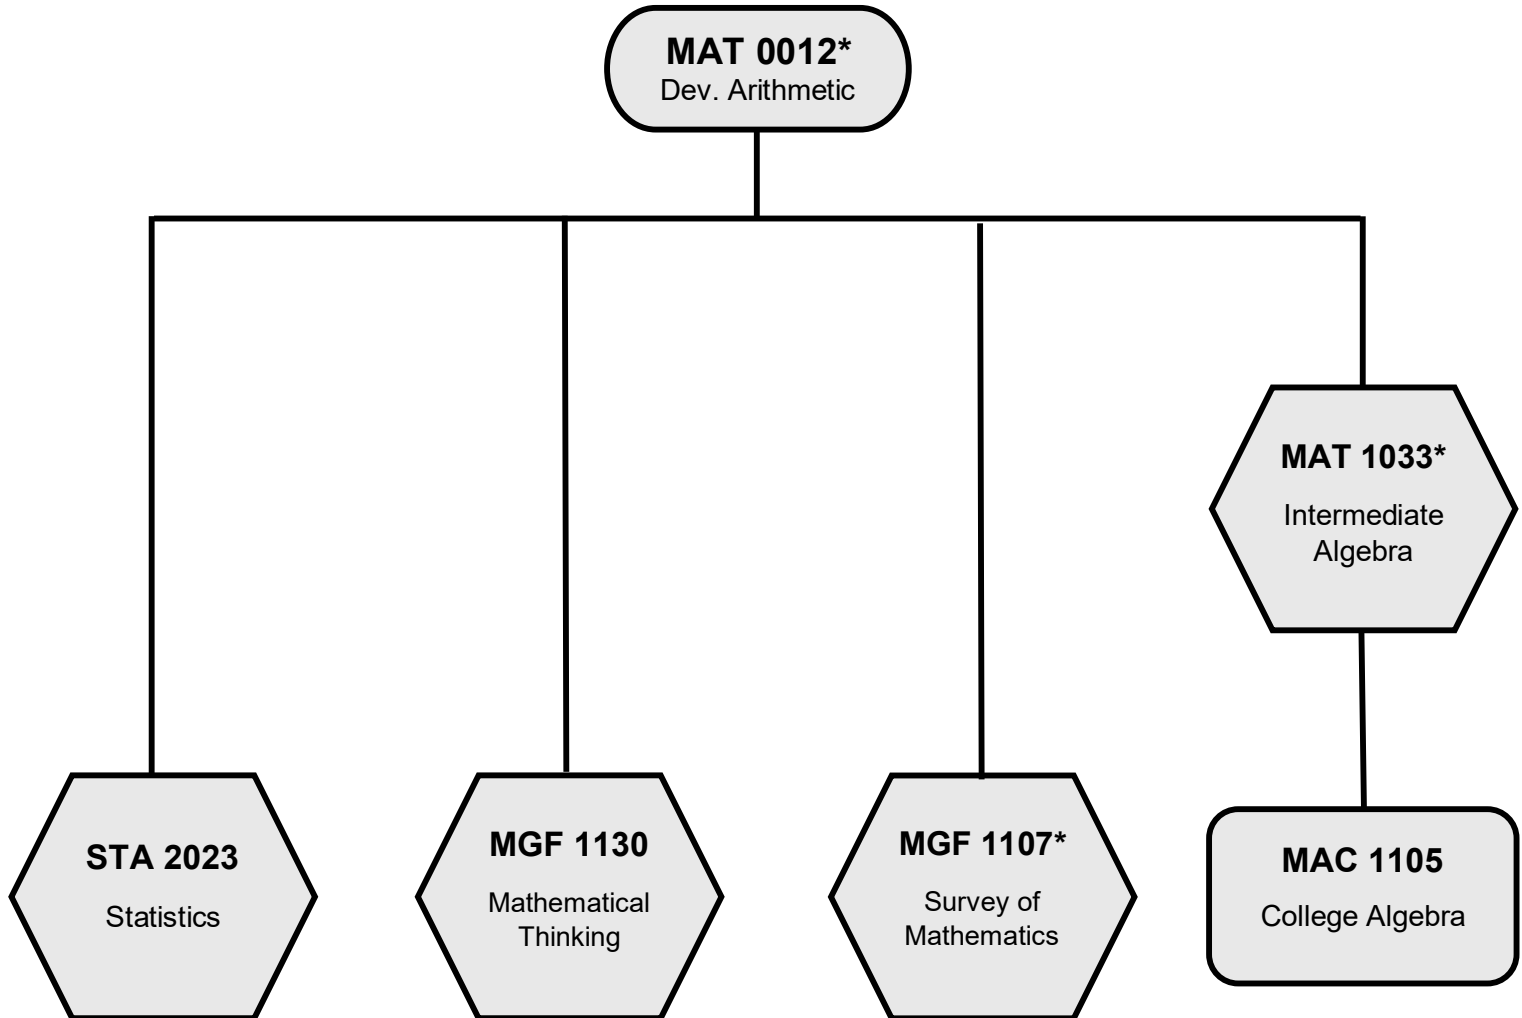 MAT 0012*
Dev. Arithmetic
MAT 1033*
Intermediate
Algebra
STA 2023
Statistics
MGF 1130
Mathematical
Thinking
MGF 1107*
Survey of
Mathematics
MAC 1105
College Algebra